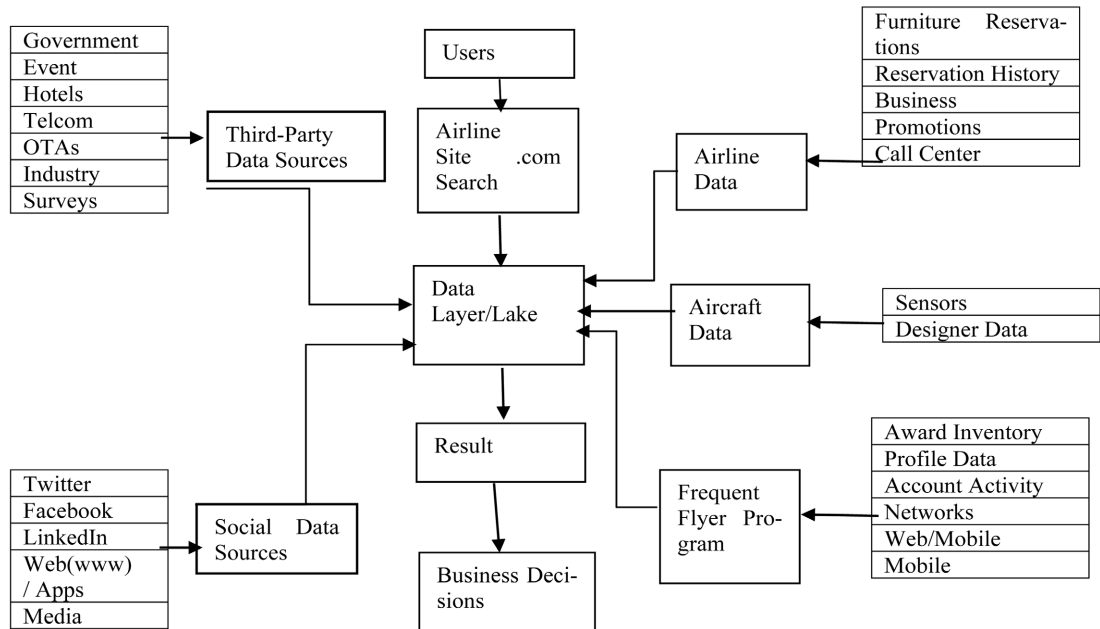 Government
Event
Hotels
Telcom
OTAs
Industry
Surveys
Third-Party
Data Sources
Users
Airline
Site .com
Search
Airline
Data
Furniture Reserva-
tions
Reservation History
Business
Promotions
Call Center
Data
Layer/Lake
Aircraft
Data
Sensors
Designer Data
Result
Business Deci-
sions
Twitter
Facebook
LinkedIn
Web(www)
/ Apps
Media
Social Data
Sources
Frequent
Flyer Pro-
gram
Award Inventory
Profile Data
Account Activity
Networks
Web/Mobile
Mobile